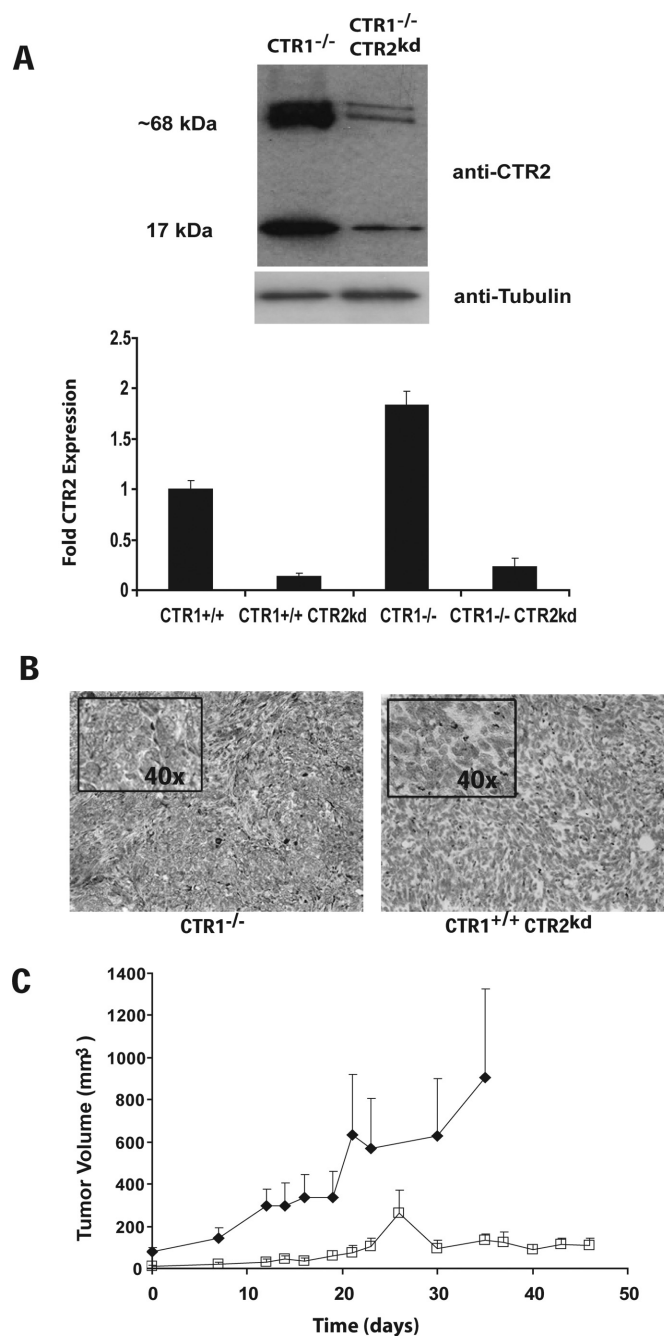 A
CTR1-/-
CTR1-/-
CTR2kd
~68 kDa
17 kDa
anti-CTR2
anti-Tubulin
Fold CTR2 Expression
2.5
2
1.5
1
0.5
0
CTR1+/+
CTR1+/+ CTR2kd
CTR1-/-
CTR1-/- CTR2kd
B
40x
40x
CTR1-/-
CTR1+/+ CTR2kd
C
Tumor Volume (mm3)
1400
1200
1000
800
600
400
200
0
0 10 20 30 40 50
Time (days)